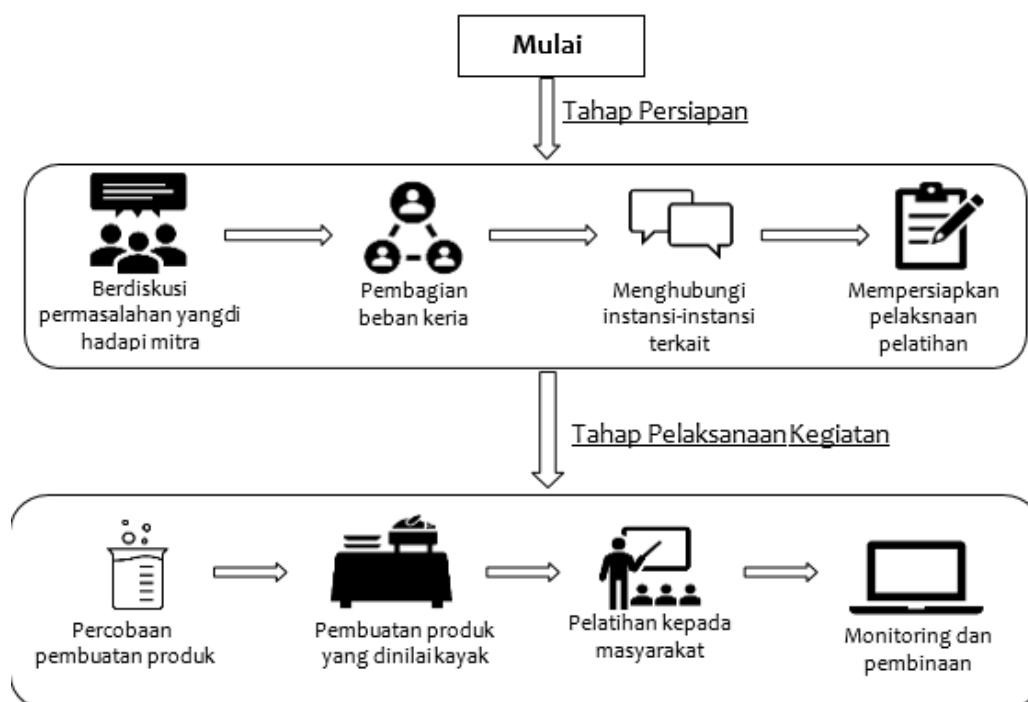 Mulai
Tahap Persiapan
Berdiskusi
permasalahan yangdi
hadapi mitra
Pembagian
beban keria
Menghubungi
instansi-instansi
terkait
Mempersiapkan
pelaksnaan
pelatihan
Tahap Pelaksanaan Kegiatan
Percobaan
pembuatan produk
Pembuatan produk
yang dinilai kayak
Pelatihan kepada
masyarakat
Monitoring dan
pembinaan